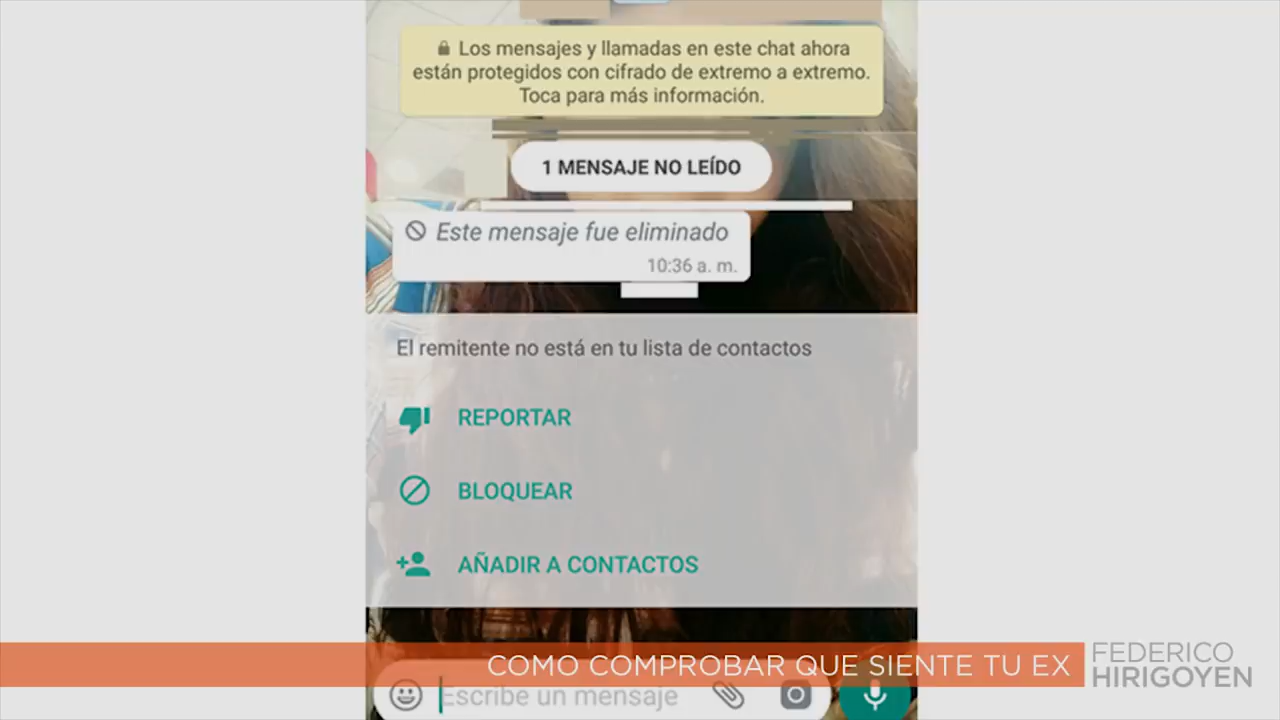 Los mensajes y llamadas en este chat ahora
están protegidos con cifrado de extremo a extremo.
Toca para más información.
1 MENSAJE NO LEÍDO
Este mensaje fue eliminado
10:36 a. m.
El remitente no está en tu lista de contactos
REPORTAR
BLOQUEAR
AÑADIR A CONTACTOS
COMO COMPROBAR QUE SIENTE TU EX
FEDERICO
HIRIGOYEN
Escribe un mensaje